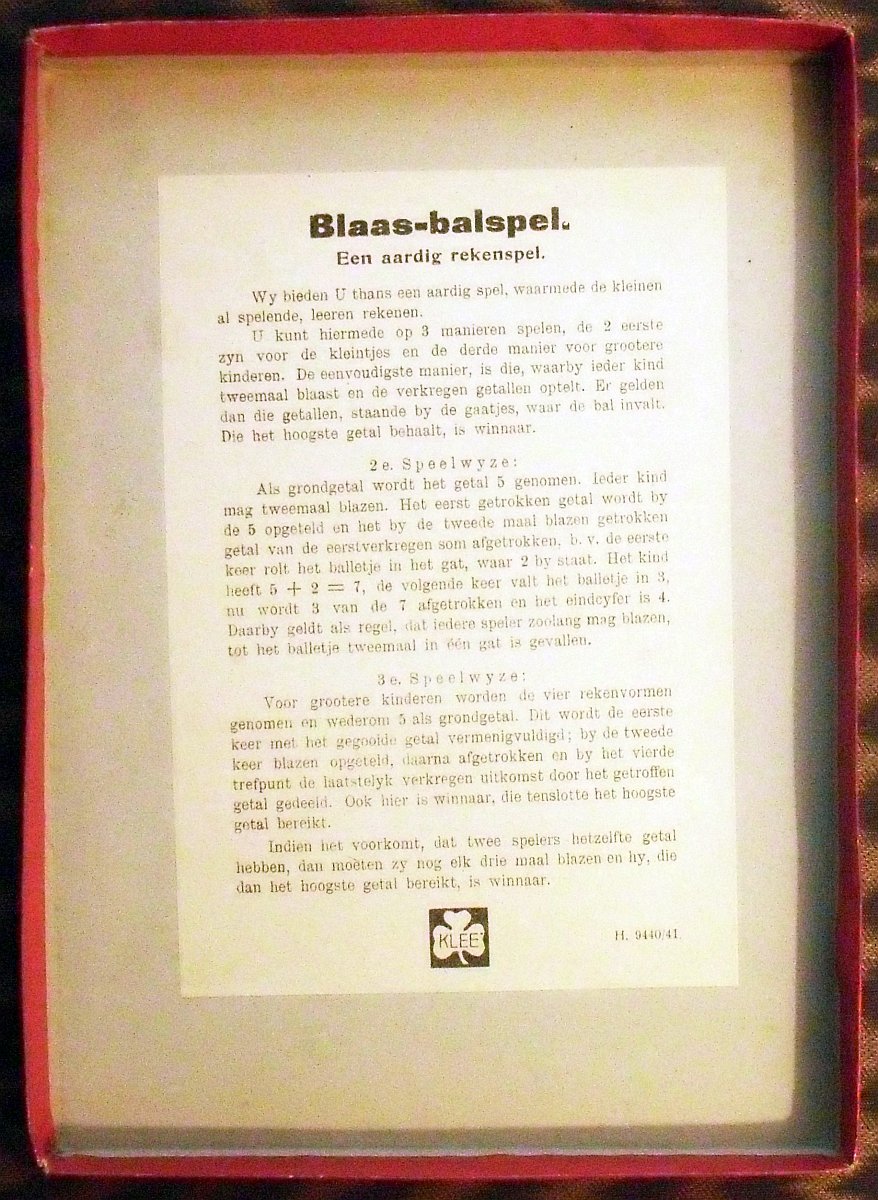 Blaas-balspel.
Een aardig rekenspel.
Wy bieden U thans een aardig spel, waarmede de kleinen
al spelende, leeren rekenen.
U kunt hiermede op 3 manieren spelen, de 2 eerste
zyn voor de kleintjes en de derde manier voor grootere
kinderen. De eenvoudigste manier, is die, waarby ieder kind
tweemaal blaast en de verkregen getallen optelt. Er gelden
dan die getallen, staande by de gaatjes, waar de bal invalt.
Die het hoogste getal behaalt, is winnaar.
2e. Speelwyze:
Als grondgetal wordt het getal 5 genomen. Ieder kind
mag tweemaal blazen. Het eerst getrokken getal wordt by
de 5 opgeteld en het by de tweede maal blazen getrokken
getal van de eerstverkregen som afgetrokken. b. v. de eerste
keer rolt het balletje in het gat, waar 2 by staat. Het kind
heeft 5 + 2 = 7, de volgende keer valt het balletje in 3,
nu wordt 3 van de 7 afgetrokken en het eindcyfer is 4.
Daarby geldt als regel, dat iedere speler zoolang mag blazen,
tot het balletje tweemaal in één gat is gevallen.
3e. Speelwyze:
Voor grootere kinderen worden de vier rekenvormen
genomen en wederom 5 als grondgetal. Dit wordt de eerste
keer met het gegooide getal vermenigvuldigd; by de tweede
keer blazen opgeteld, daarna afgetrokken en by het vierde
trefpunt de laatstelyk verkregen uitkomst door het getroffen
getal gedeeld. Ook hier is winnaar, die tenslotte het hoogste
getal bereikt.
Indien het voorkomt, dat twee spelers hetzelfte getal
hebben, dan moëten zy nog elk drie maal blazen en hy, die
dan het hoogste getal bereikt, is winnaar.
KLEE
H. 9440/41